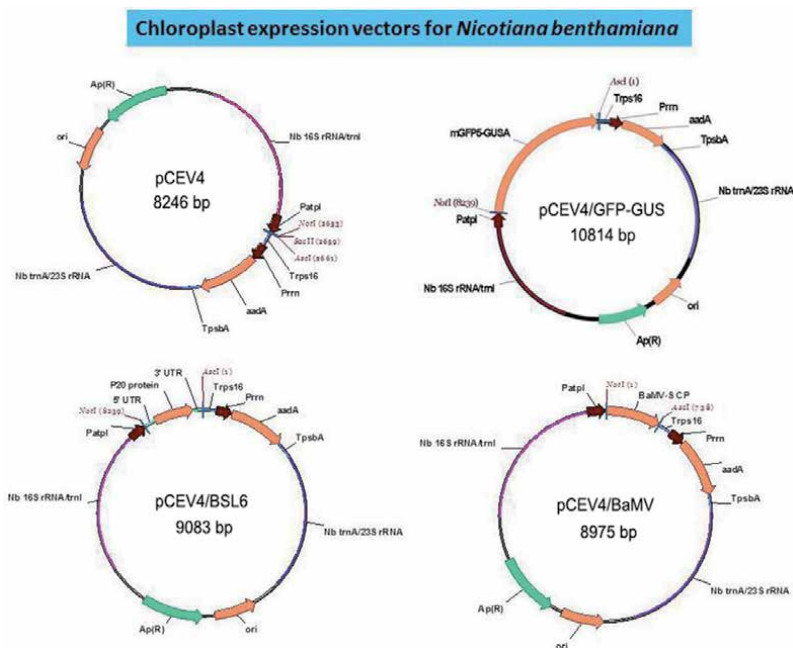 Chloroplast expression vectors for Nicotiana benthamiana
Ap(R)
ori
Nb 16S rRNA/trnI
pCEV4
8246 bp
PatpI
NotI (2633)
SacII (2639)
AscI (2661)
Trps16
Prrn
aadA
TpsbA
Nb trnA/23S rRNA
AscI (1)
Trps16
Prrn
aadA
TpsbA
mGFP5-GUSA
Nb trnA/23S rRNA
NotI (8239)
PatpI
pCEV4/GFP-GUS
10814 bp
Nb 16S rRNA/trnI
ori
Ap(R)
3' UTR
AscI (1)
P20 protein
Trps16
5' UTR
Prrn
NotI (8239)
aadA
PatpI
TpsbA
Nb 16S rRNA/trnI
pCEV4/BSL6
9083 bp
Nb trnA/23S rRNA
Ap(R)
ori
NotI (1)
PatpI
BaMV-S CP
AscI (738)
Trps16
Prrn
Nb 16S rRNA/trnI
aadA
TpsbA
pCEV4/BaMV
8975 bp
Nb trnA/23S rRNA
Ap(R)
ori